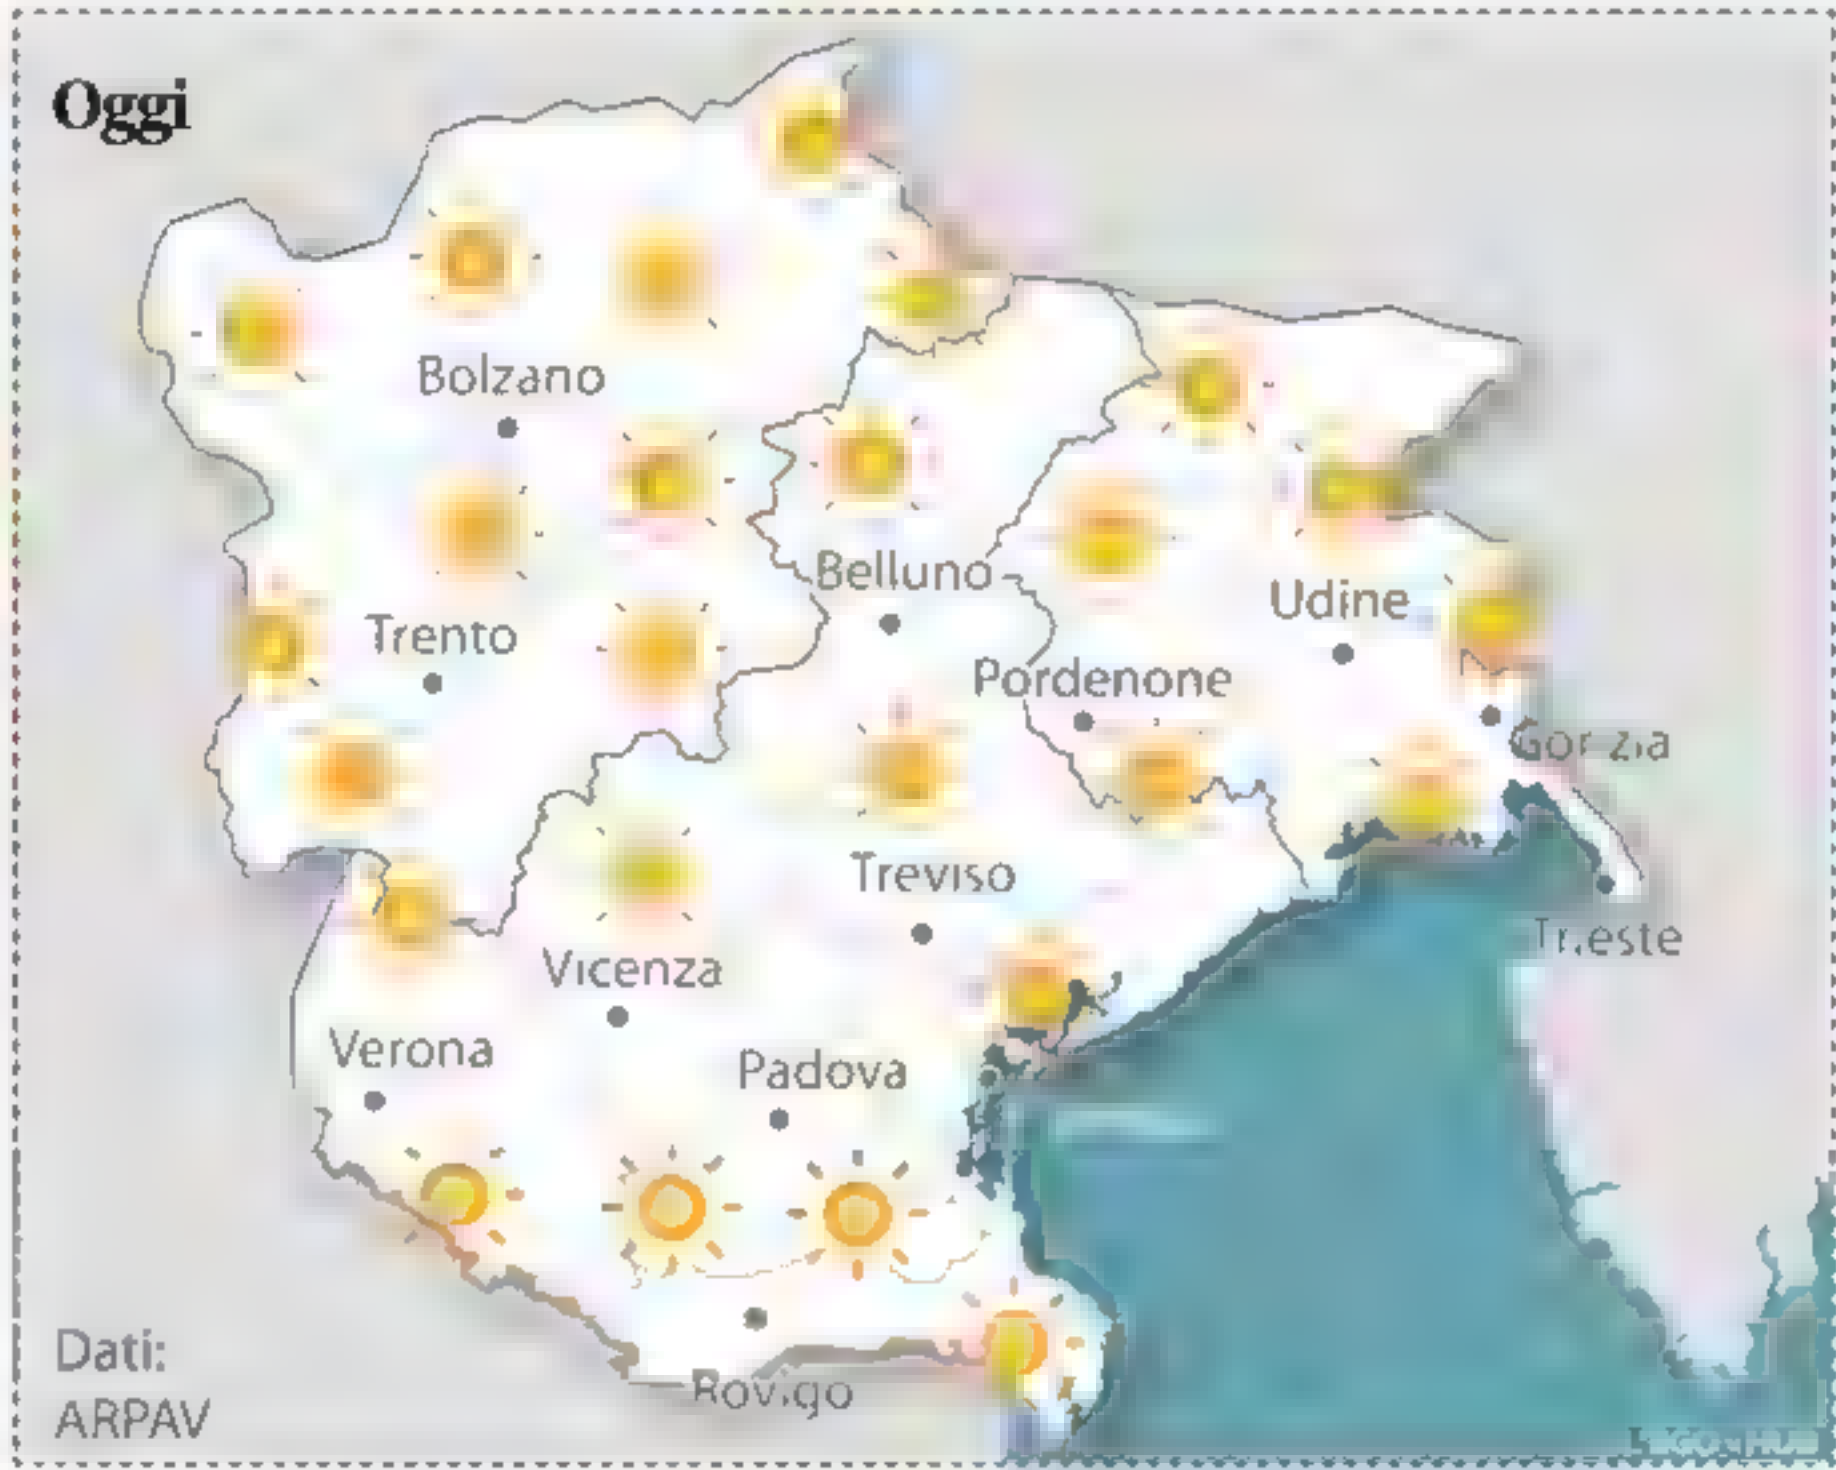 Oggi
Bolzano
Belluno
Udine
Trento
Pordenone
Gorizia
Treviso
Trieste
Vicenza
Verona
Padova
Dati:
ARPAV
Rovigo